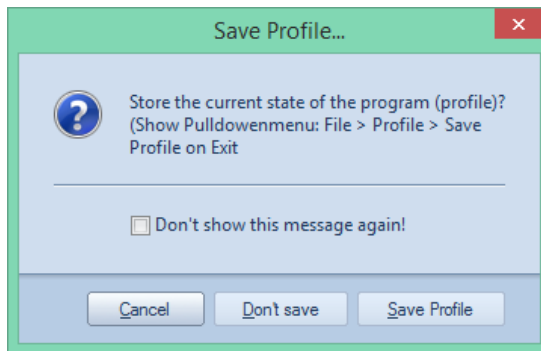 Save Profile...
Store the current state of the program (profile)?
(Show Pulldowenmenu: File > Profile > Save
Profile on Exit
Don't show this message again!
Cancel
Don't save
Save Profile